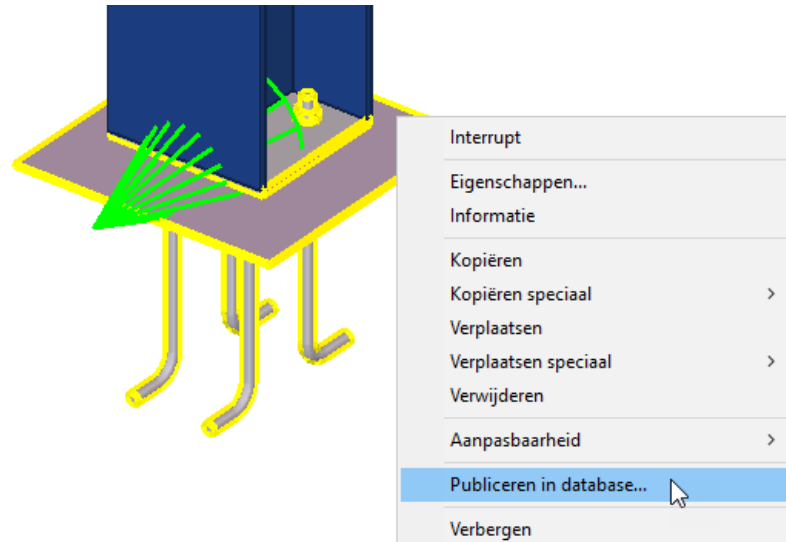 Interrupt
Eigenschappen...
Informatie
Kopiëren
Kopiëren speciaal
Verplaatsen
Verplaatsen speciaal
Verwijderen
Aanpasbaarheid
Publiceren in database...
Verbergen